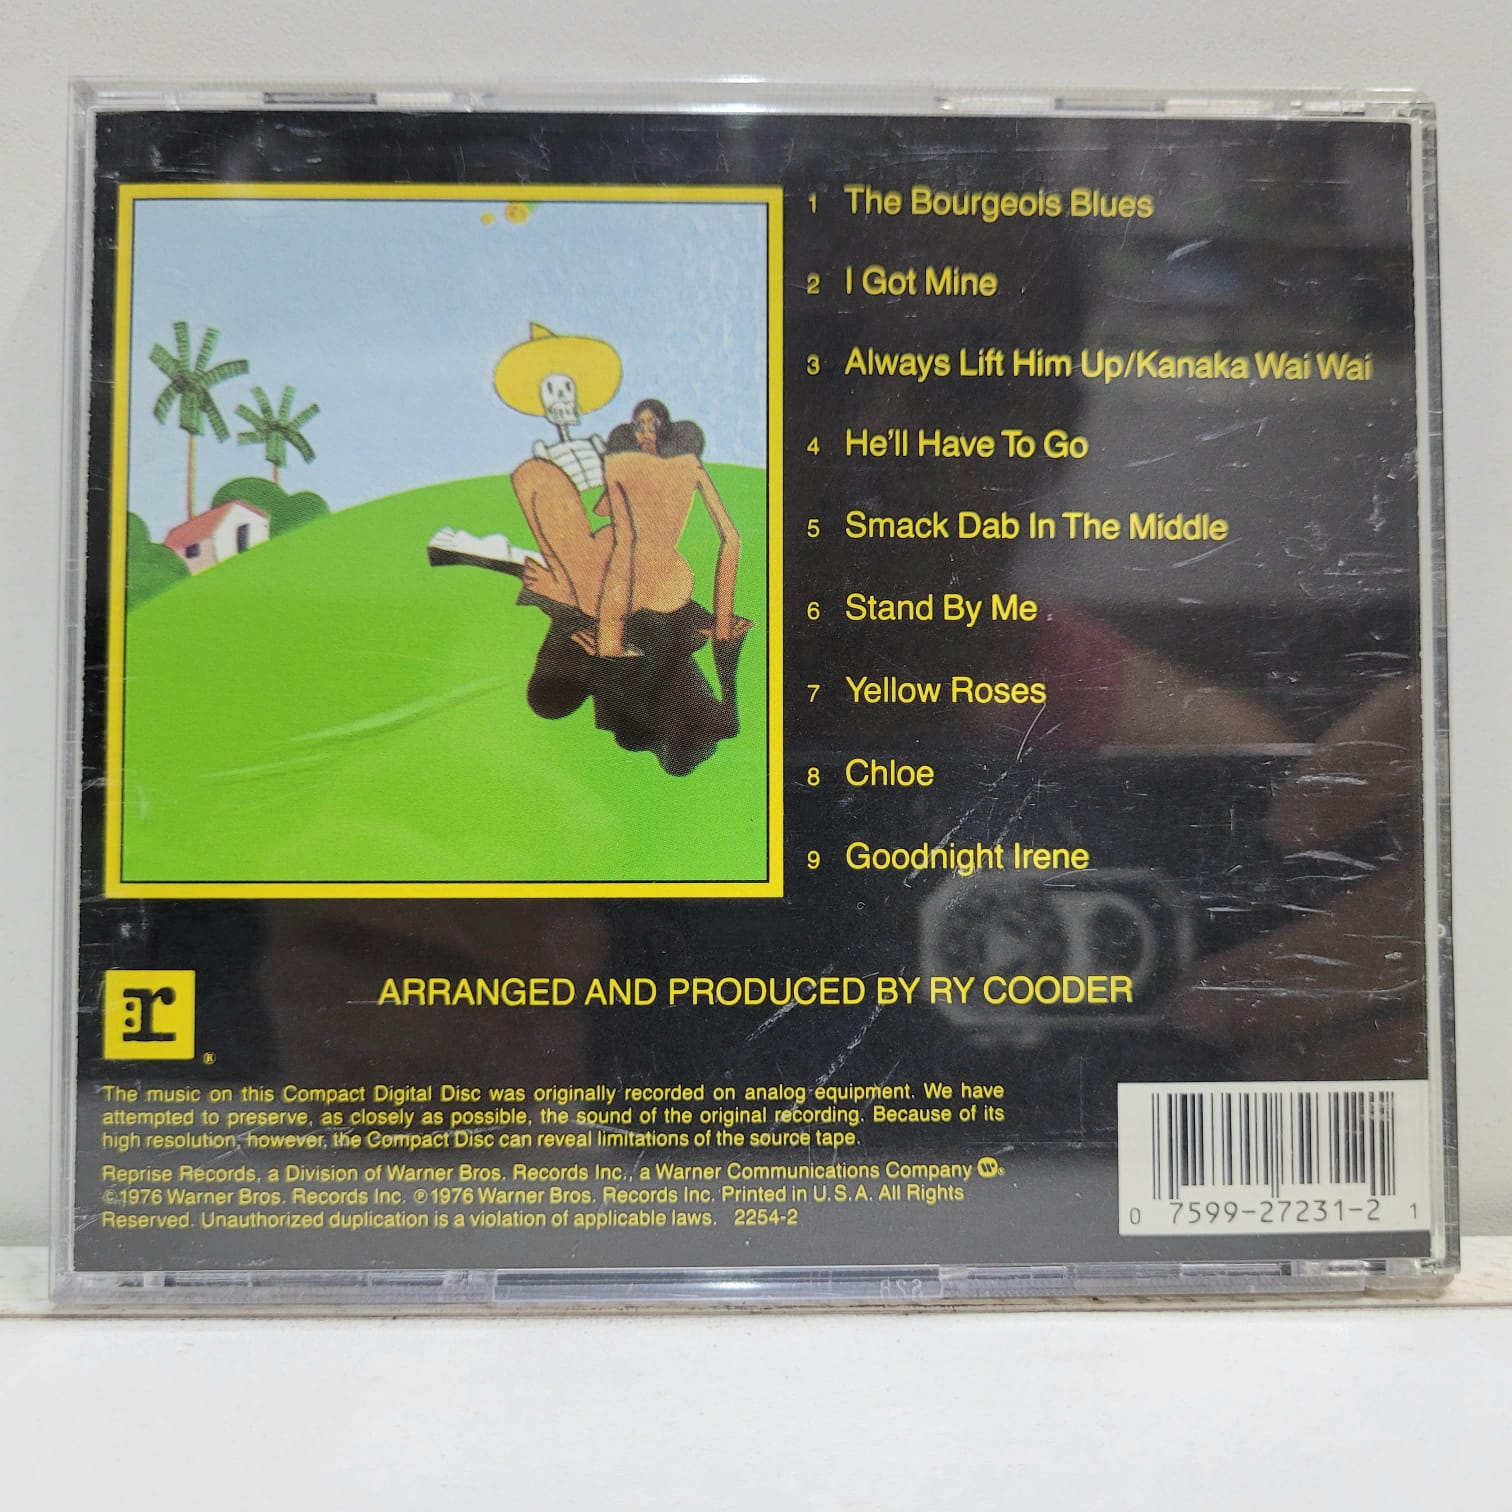 1 The Bourgeois Blues
2 I Got Mine
3 Always Lift Him Up/Kanaka Wai Wai
4 He'll Have To Go
5 Smack Dab In The Middle
6 Stand By Me
7 Yellow Roses
8 Chloe
9 Goodnight Irene
ARRANGED AND PRODUCED BY RY COODER
:r
®
The music on this Compact Digital Disc was originally recorded on analog equipment. We have
attempted to preserve, as closely as possible, the sound of the original recording. Because of its
high resolution, however, the Compact Disc can reveal limitations of the source tape.
Reprise Records, a Division of Warner Bros. Records Inc., a Warner Communications Company W®.
©1976 Warner Bros. Records Inc. ℗1976 Warner Bros. Records Inc. Printed in U.S.A. All Rights
Reserved. Unauthorized duplication is a violation of applicable laws. 2254-2
0 7599-27231-2 1